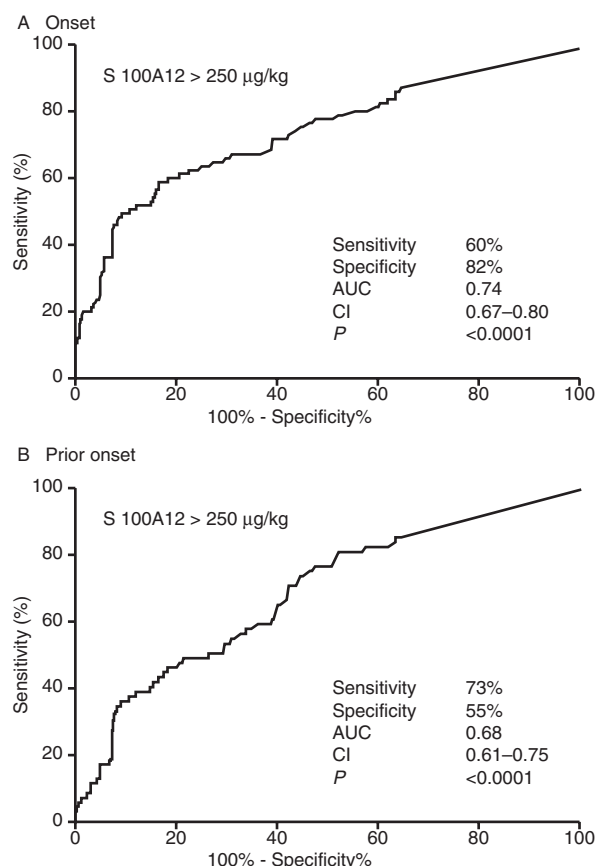 A Onset
100
S 100A12 > 250 μg/kg
80
60
Sensitivity (%)
40
20
0
Sensitivity 60%
Specificity 82%
AUC 0.74
CI 0.67–0.80
P <0.0001
0 20 40 60 80 100
100% - Specificity%
B Prior onset
100
S 100A12 > 250 μg/kg
80
60
Sensitivity (%)
40
20
0
Sensitivity 73%
Specificity 55%
AUC 0.68
CI 0.61–0.75
P <0.0001
0 20 40 60 80 100
100% - Specificity%